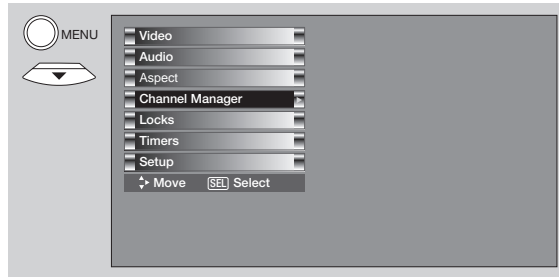 MENU
Video
Audio
Aspect
Channel Manager
Locks
Timers
Setup
Move SEL Select